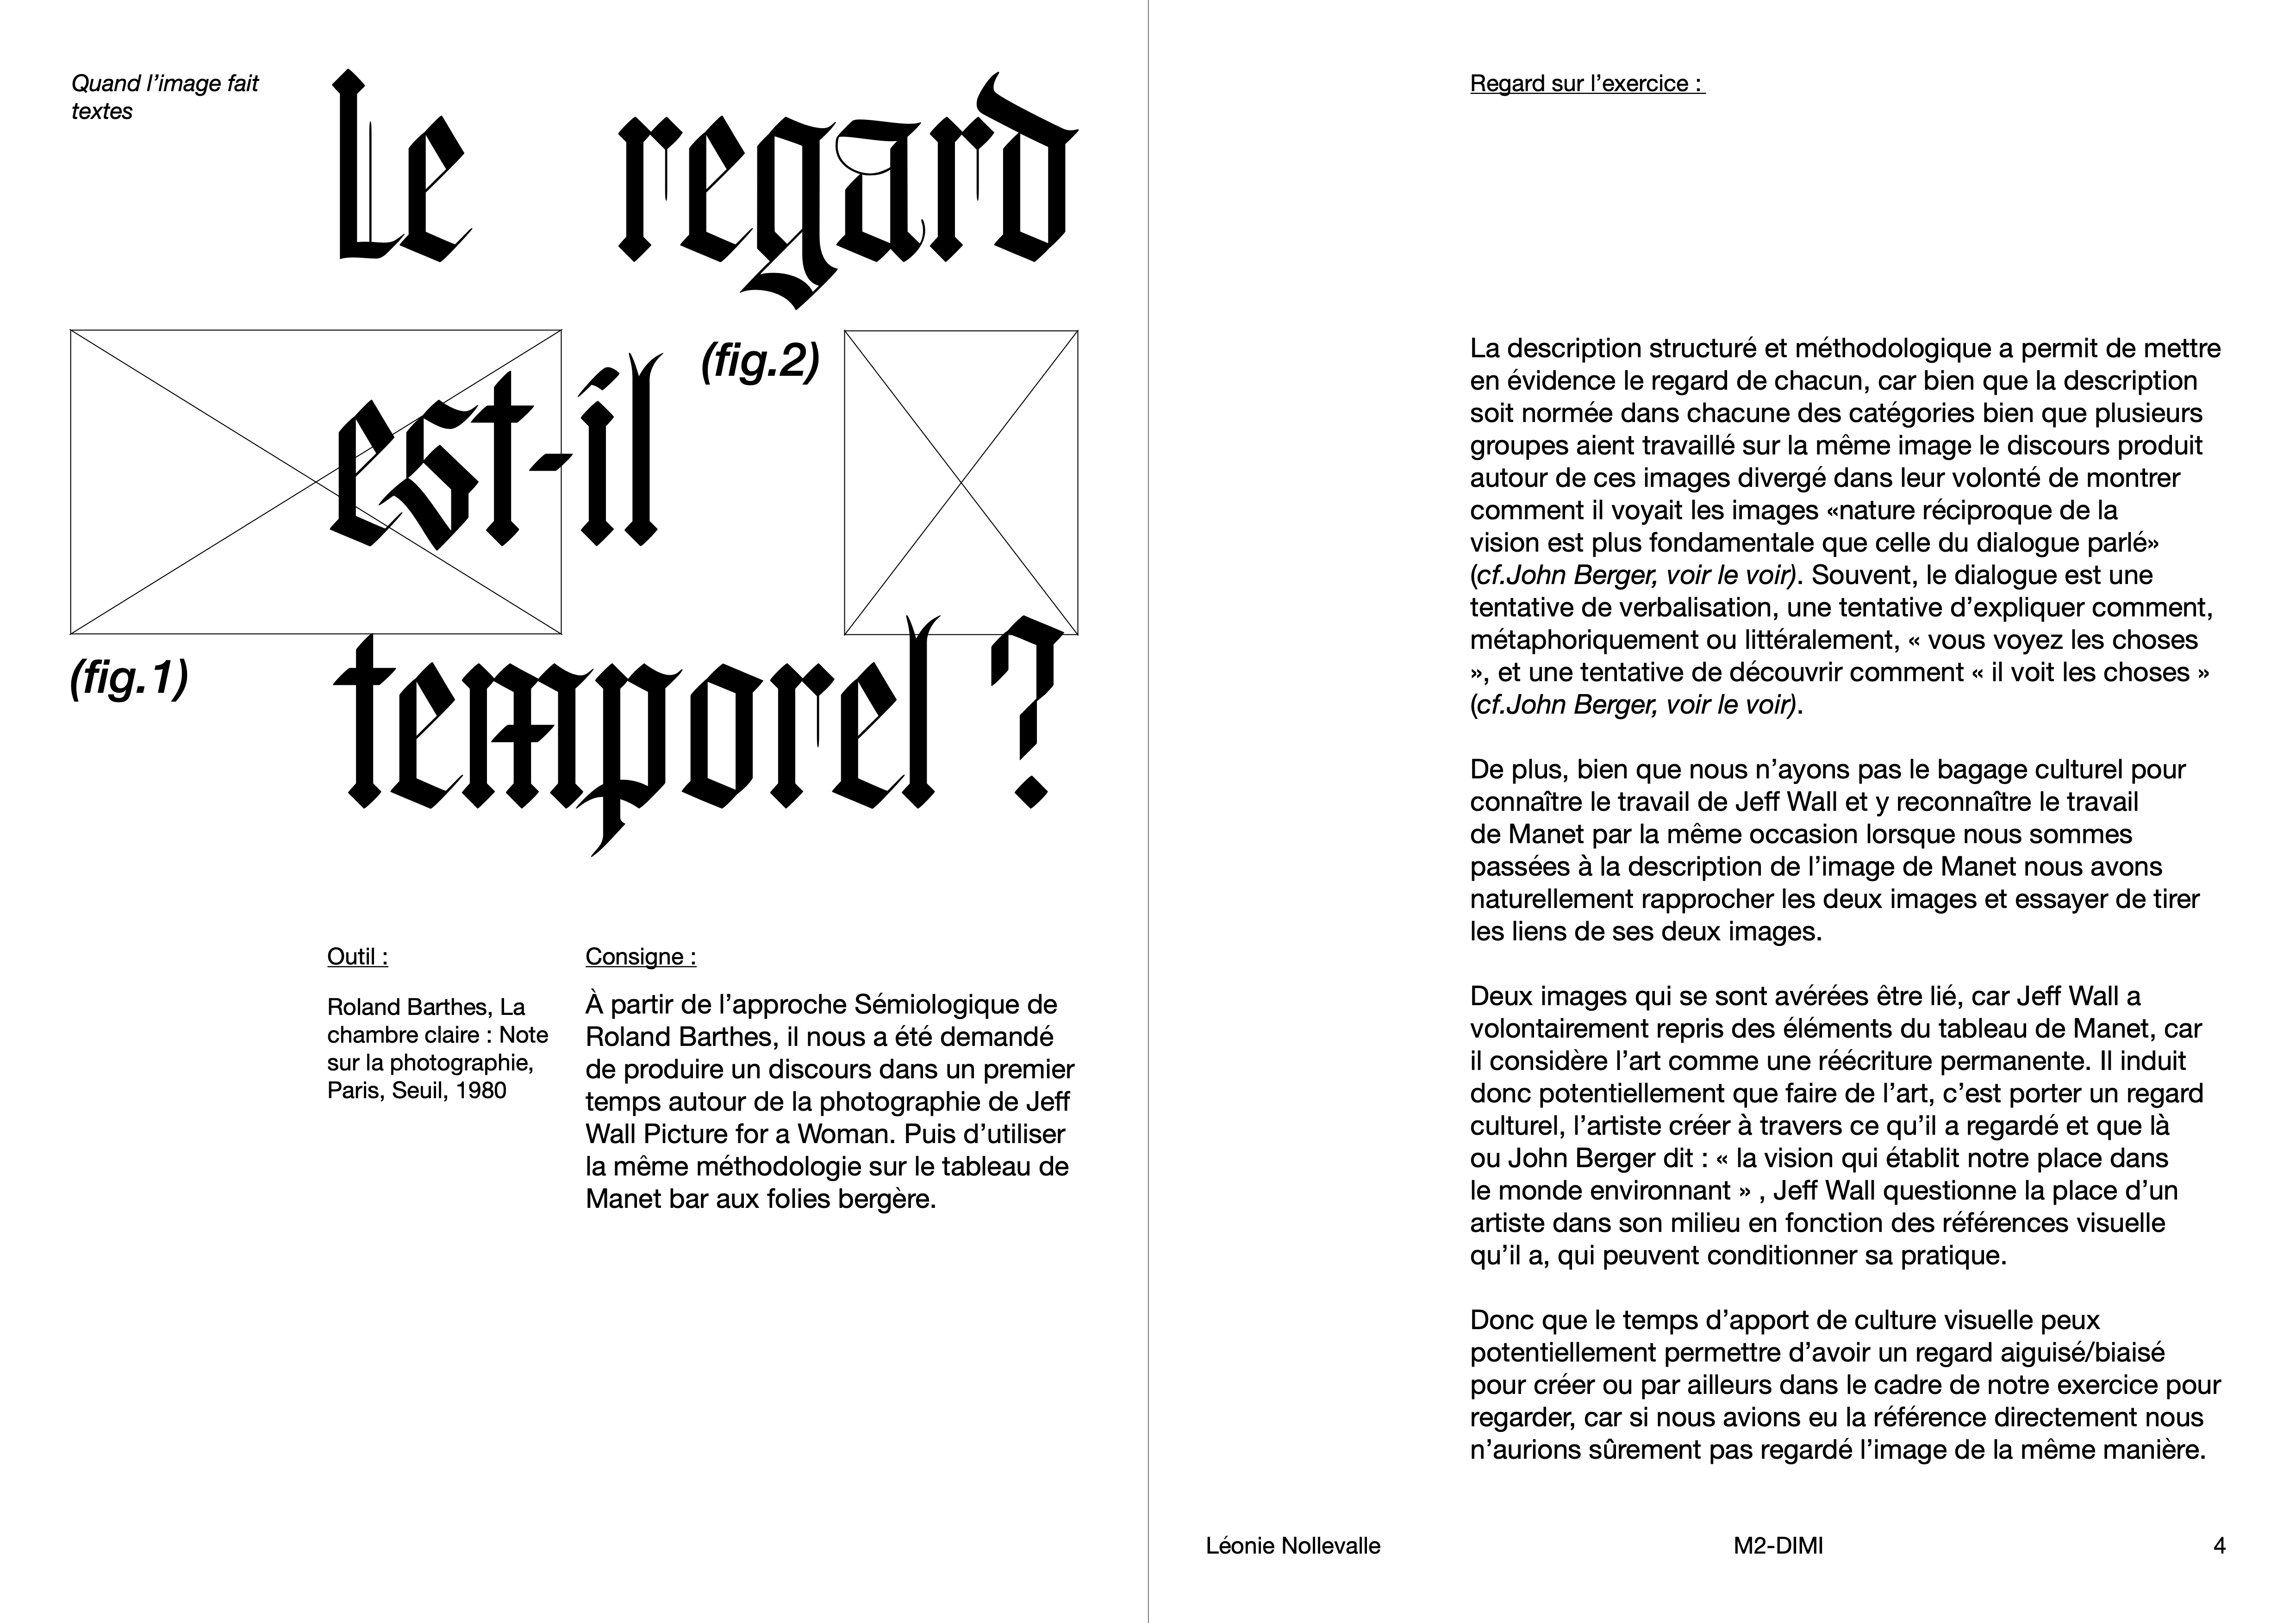 Quand l’image fait
textes
Le regard
(fig.2)
est-il
(fig.1)
temporel ?
Outil :
Roland Barthes, La
chambre claire : Note
sur la photographie,
Paris, Seuil, 1980
Consigne :
À partir de l’approche Sémiologique de
Roland Barthes, il nous a été demandé
de produire un discours dans un premier
temps autour de la photographie de Jeff
Wall Picture for a Woman. Puis d’utiliser
la même méthodologie sur le tableau de
Manet bar aux folies bergère.
Regard sur l’exercice :
La description structuré et méthodologique a permit de mettre
en évidence le regard de chacun, car bien que la description
soit normée dans chacune des catégories bien que plusieurs
groupes aient travaillé sur la même image le discours produit
autour de ces images divergé dans leur volonté de montrer
comment il voyait les images «nature réciproque de la
vision est plus fondamentale que celle du dialogue parlé»
(cf.John Berger, voir le voir). Souvent, le dialogue est une
tentative de verbalisation, une tentative d’expliquer comment,
métaphoriquement ou littéralement, « vous voyez les choses
», et une tentative de découvrir comment « il voit les choses »
(cf.John Berger, voir le voir).
De plus, bien que nous n’ayons pas le bagage culturel pour
connaître le travail de Jeff Wall et y reconnaître le travail
de Manet par la même occasion lorsque nous sommes
passées à la description de l’image de Manet nous avons
naturellement rapprocher les deux images et essayer de tirer
les liens de ses deux images.
Deux images qui se sont avérées être lié, car Jeff Wall a
volontairement repris des éléments du tableau de Manet, car
il considère l’art comme une réécriture permanente. Il induit
donc potentiellement que faire de l’art, c’est porter un regard
culturel, l’artiste créer à travers ce qu’il a regardé et que là
ou John Berger dit : « la vision qui établit notre place dans
le monde environnant » , Jeff Wall questionne la place d’un
artiste dans son milieu en fonction des références visuelle
qu’il a, qui peuvent conditionner sa pratique.
Donc que le temps d’apport de culture visuelle peux
potentiellement permettre d’avoir un regard aiguisé/biaisé
pour créer ou par ailleurs dans le cadre de notre exercice pour
regarder, car si nous avions eu la référence directement nous
n’aurions sûrement pas regardé l’image de la même manière.
Léonie Nollevalle
M2-DIMI
4